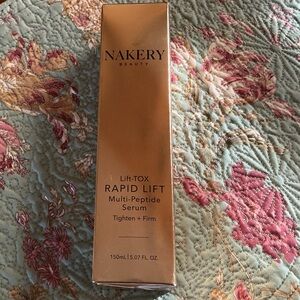 NAKERY
BEAUTY
Lift-TOX
RAPID LIFT
Multi-Peptide
Serum
Tighten + Firm
150mL | 5.07 FL. OZ.